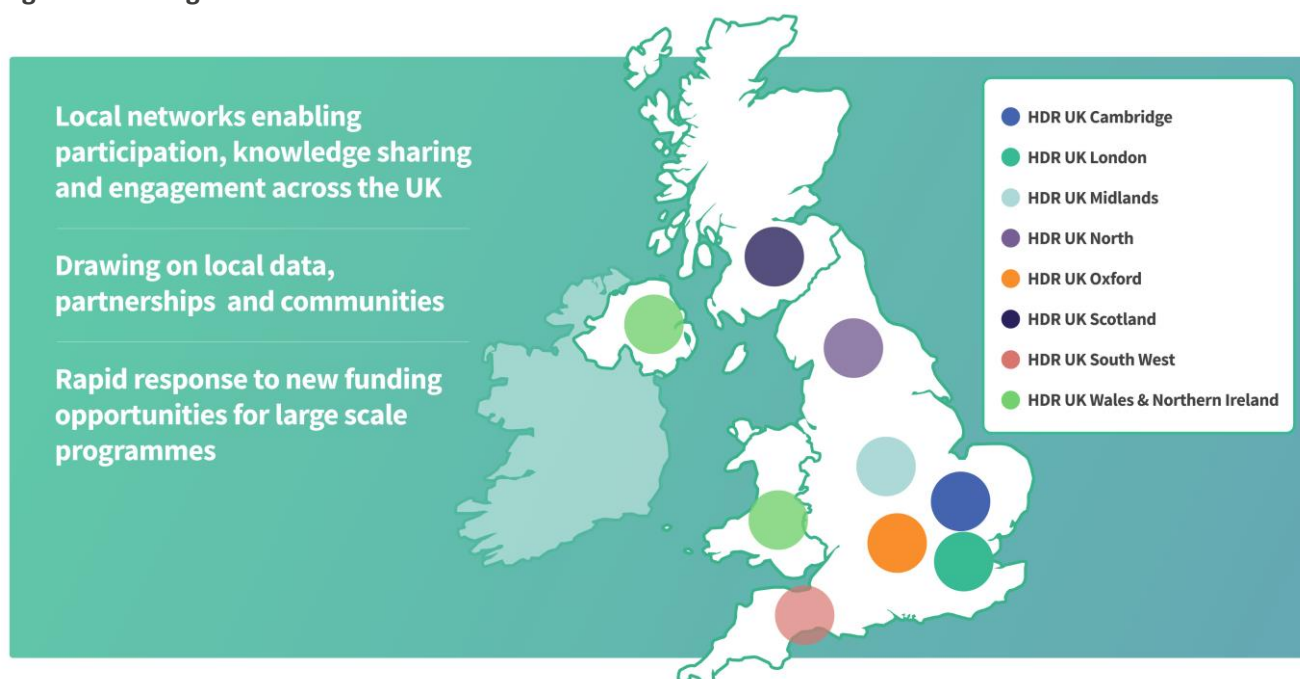 Local networks enabling
participation, knowledge sharing
and engagement across the UK
Drawing on local data,
partnerships and communities
Rapid response to new funding
opportunities for large scale
programmes
HDR UK Cambridge
HDR UK London
HDR UK Midlands
HDR UK North
HDR UK Oxford
HDR UK Scotland
HDR UK South West
HDR UK Wales & Northern Ireland